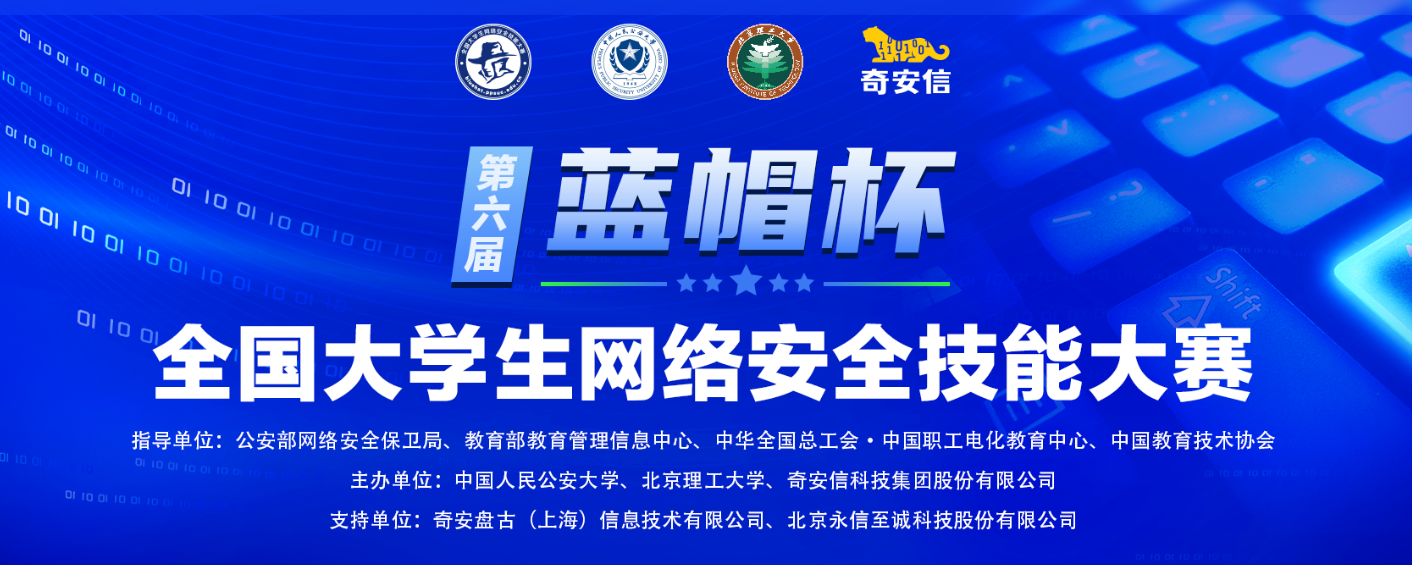 奇安信
第六届
蓝帽杯
全国大学生网络安全技能大赛
指导单位：公安部网络安全保卫局、教育部教育管理信息中心、中华全国总工会·中国职工电化教育中心、中国教育技术协会
主办单位：中国人民公安大学、北京理工大学、奇安信科技集团股份有限公司
支持单位：奇安盘古（上海）信息技术有限公司、北京永信至诚科技股份有限公司
Shift